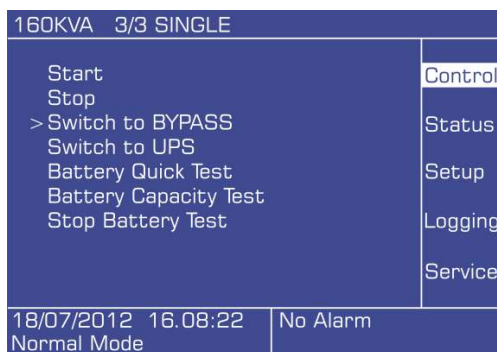 160KVA 3/3 SINGLE
Start
Stop
>Switch to BYPASS
Switch to UPS
Battery Quick Test
Battery Capacity Test
Stop Battery Test
Control
Status
Setup
Logging
Service
18/07/2012 16.08:22
Normal Mode
No Alarm